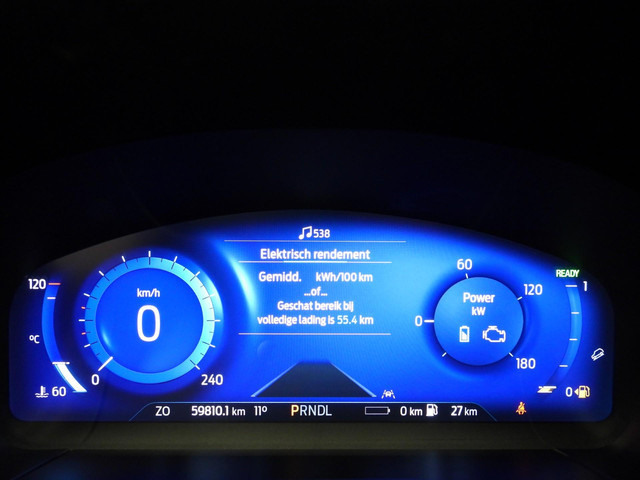 538
Elektrisch rendement
Gemidd. kWh/100 km
...of...
Geschat bereik bij
volledige lading is 55.4 km
km/h
0
0
240
120
ºC
60
0
60
120
180
Power
kW
READY
1
0
ZO 59810.1 km 11° PRNDL 0 km 27 km